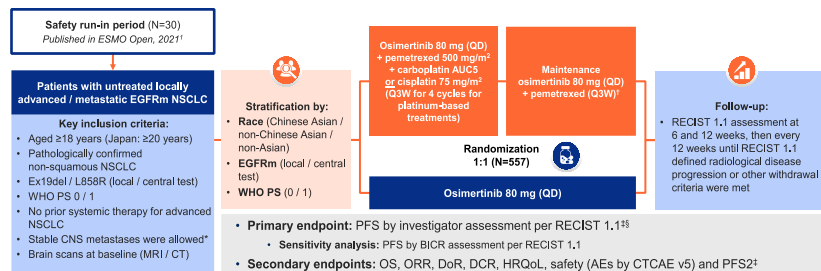 Safety run-in period (N=30)
Published in ESMO Open, 2021†
Patients with untreated locally
advanced / metastatic EGFRm NSCLC
Key inclusion criteria:
• Aged ≥18 years (Japan: ≥20 years)
• Pathologically confirmed
non-squamous NSCLC
• Ex19del / L858R (local / central
test)
• WHO PS 0 / 1
• No prior systemic therapy for advanced
NSCLC
• Stable CNS metastases were allowed*
• Brain scans at baseline (MRI / CT)
Stratification by:
• Race (Chinese Asian /
non-Chinese Asian /
non-Asian)
• EGFRm (local / central
test)
• WHO PS (0 / 1)
Osimertinib 80 mg (QD)
+ pemetrexed 500 mg/m²
+ carboplatin AUC5
or cisplatin 75 mg/m²
(Q3W for 4 cycles for
platinum-based
treatments)
Maintenance
osimertinib 80 mg (QD)
+ pemetrexed (Q3W)†
Randomization
1:1 (N=557)
Osimertinib 80 mg (QD)
Follow-up:
• RECIST 1.1 assessment at
6 and 12 weeks, then every
12 weeks until RECIST 1.1
defined radiological disease
progression or other withdrawal
criteria were met
• Primary endpoint: PFS by investigator assessment per RECIST 1.1‡§
• Sensitivity analysis: PFS by BICR assessment per RECIST 1.1
• Secondary endpoints: OS, ORR, DoR, DCR, HRQoL, safety (AEs by CTCAE v5) and PFS2‡